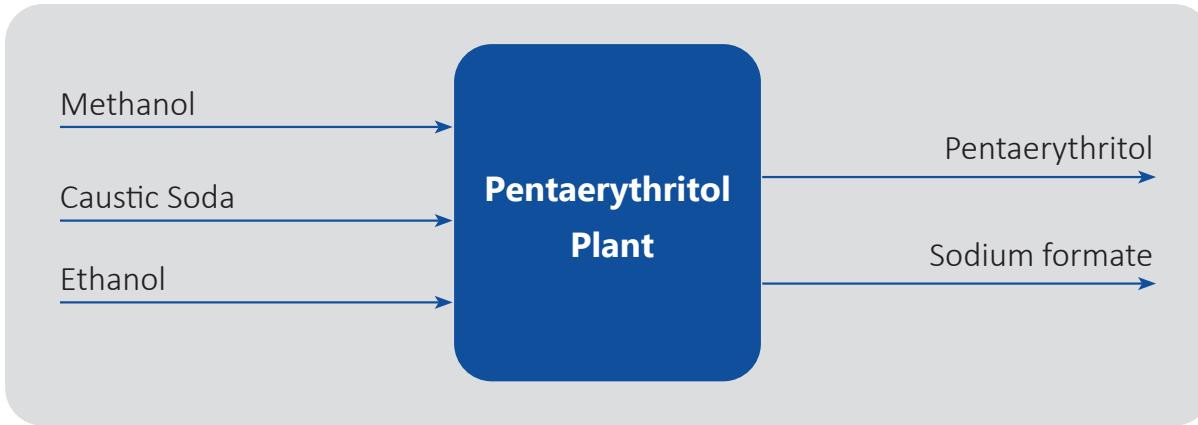 Methanol
Caustic Soda
Ethanol
Pentaerythritol
Plant
Pentaerythritol
Sodium formate